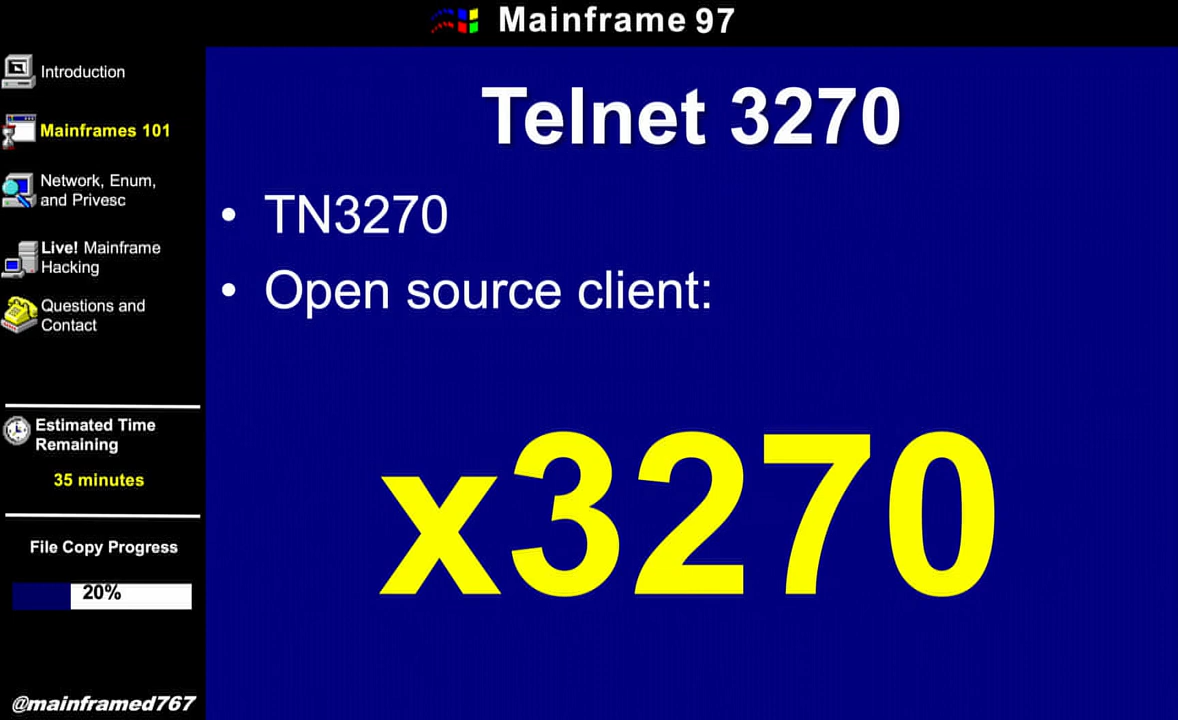 Mainframe 97
Introduction
Mainframes 101
Network, Enum,
and Privesc
Live! Mainframe
Hacking
Questions and
Contact
Estimated Time
Remaining
35 minutes
File Copy Progress
20%
@mainframed767
Telnet 3270
• TN3270
• Open source client:
x3270